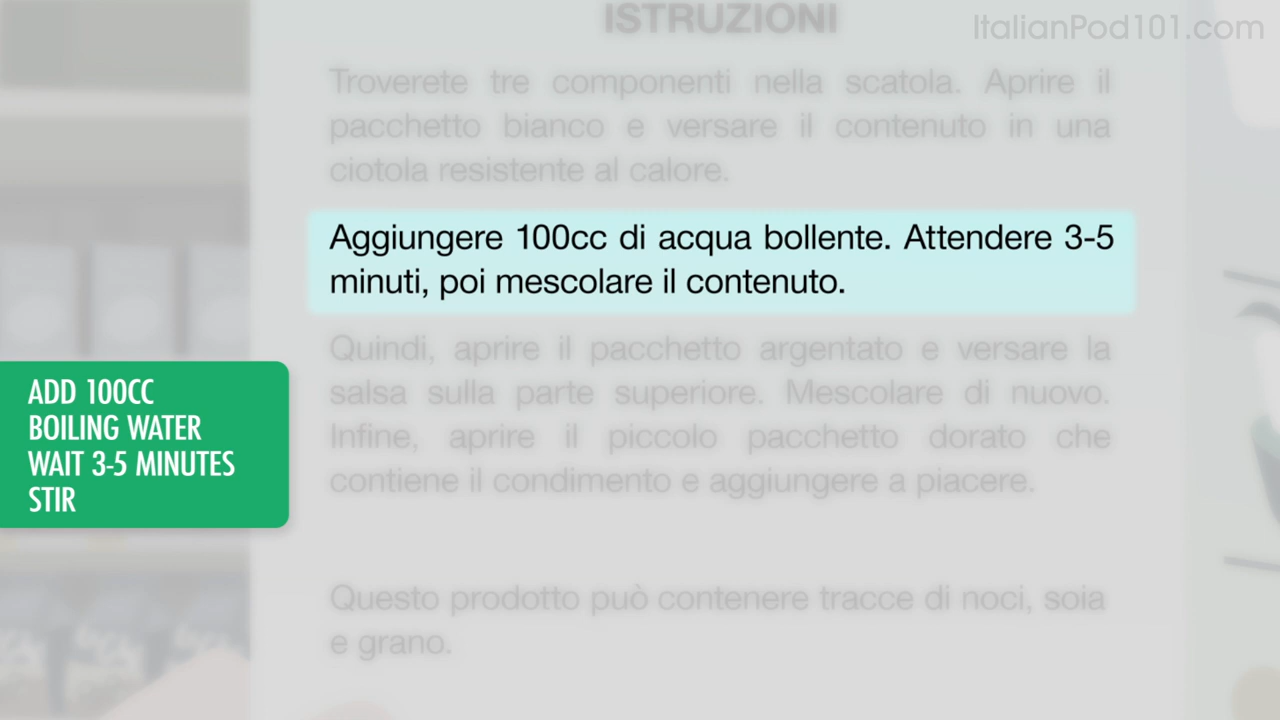 ISTRUZIONI
ItalianPod101.com
Troverete tre componenti nella scatola. Aprire il
pacchetto bianco e versare il contenuto in una
ciotola resistente al calore.
Aggiungere 100cc di acqua bollente. Attendere 3-5
minuti, poi mescolare il contenuto.
Quindi, aprire il pacchetto argentato e versare la
salsa sulla parte superiore. Mescolare di nuovo.
Infine, aprire il piccolo pacchetto dorato che
contiene il condimento e aggiungere a piacere.
ADD 100CC
BOILING WATER
WAIT 3-5 MINUTES
STIR
Questo prodotto può contenere tracce di noci, soia
e grano.